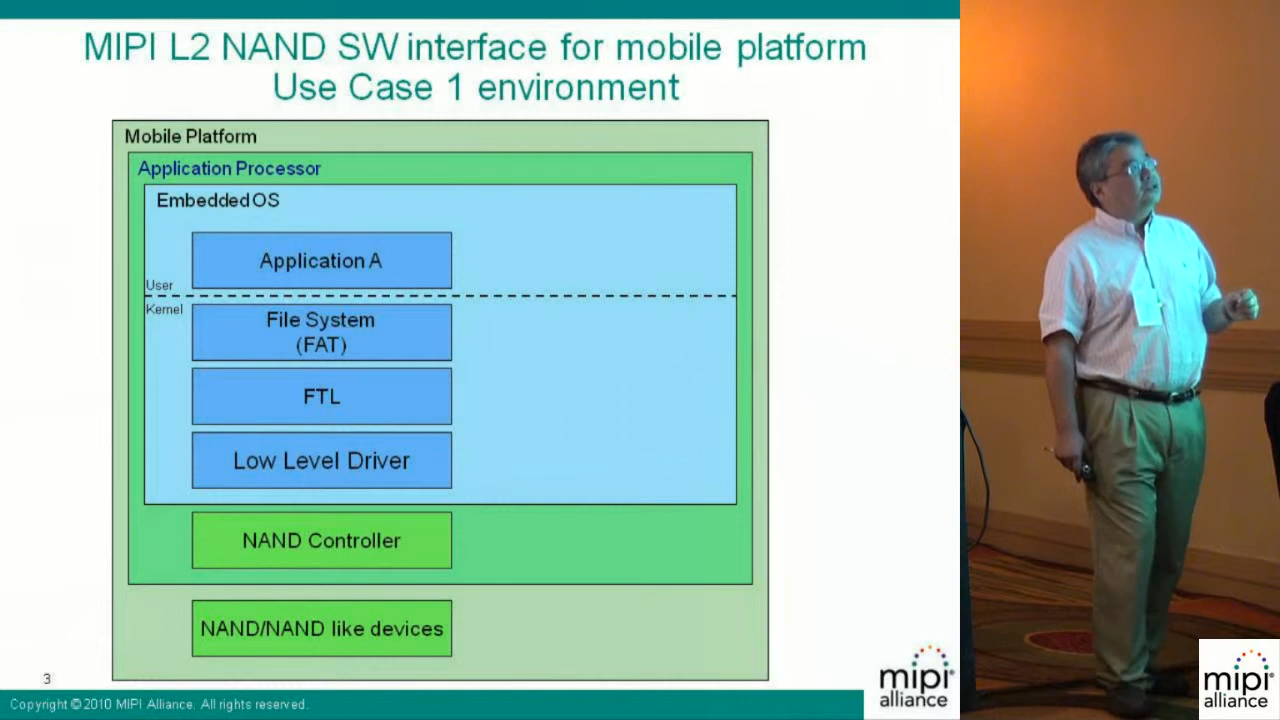 MIPI L2 NAND SW interface for mobile platform
Use Case 1 environment
Mobile Platform
Application Processor
Embedded OS
Application A
User
Kernel
File System
(FAT)
FTL
Low Level Driver
NAND Controller
NAND/NAND like devices
3
Copyright © 2010 MIPI Alliance. All rights reserved.
mipi
alliance
mipi
alliance